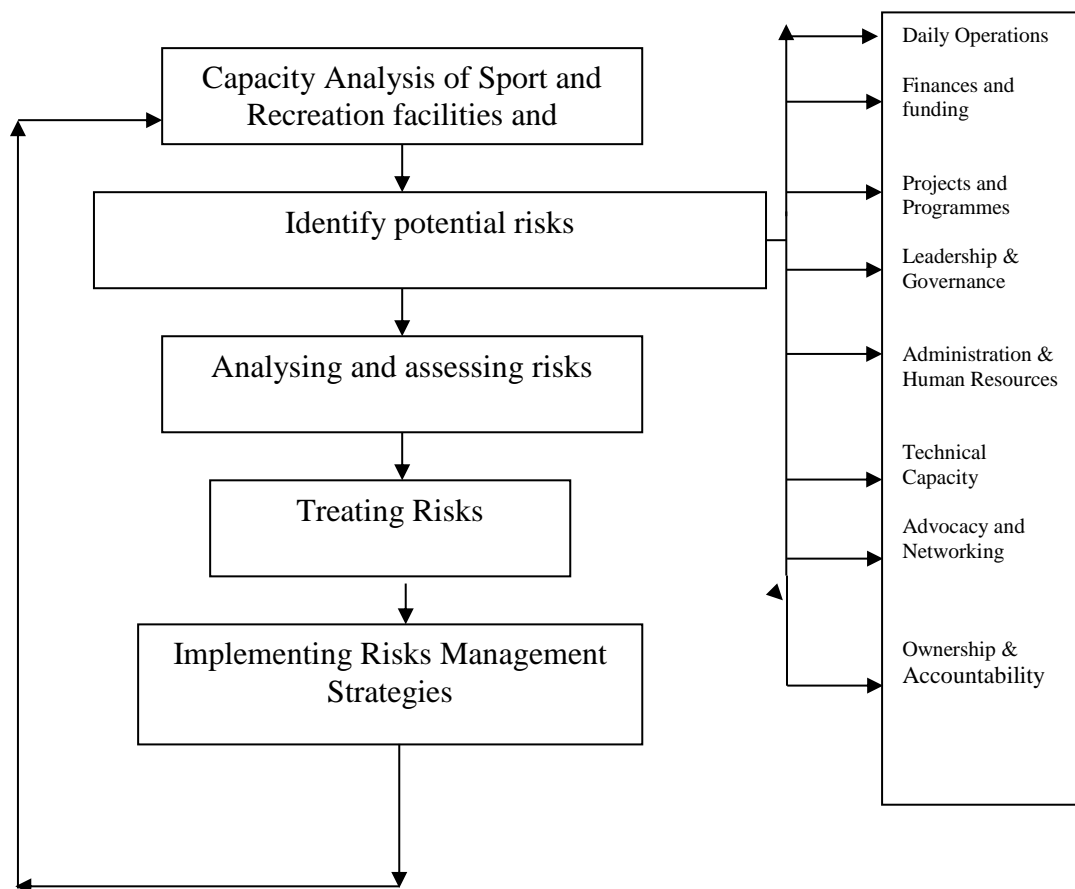 Capacity Analysis of Sport and
Recreation facilities and
Identify potential risks
Analysing and assessing risks
Treating Risks
Implementing Risks Management
Strategies
Daily Operations
Finances and
funding
Projects and
Programmes
Leadership &
Governance
Administration &
Human Resources
Technical
Capacity
Advocacy and
Networking
Ownership &
Accountability